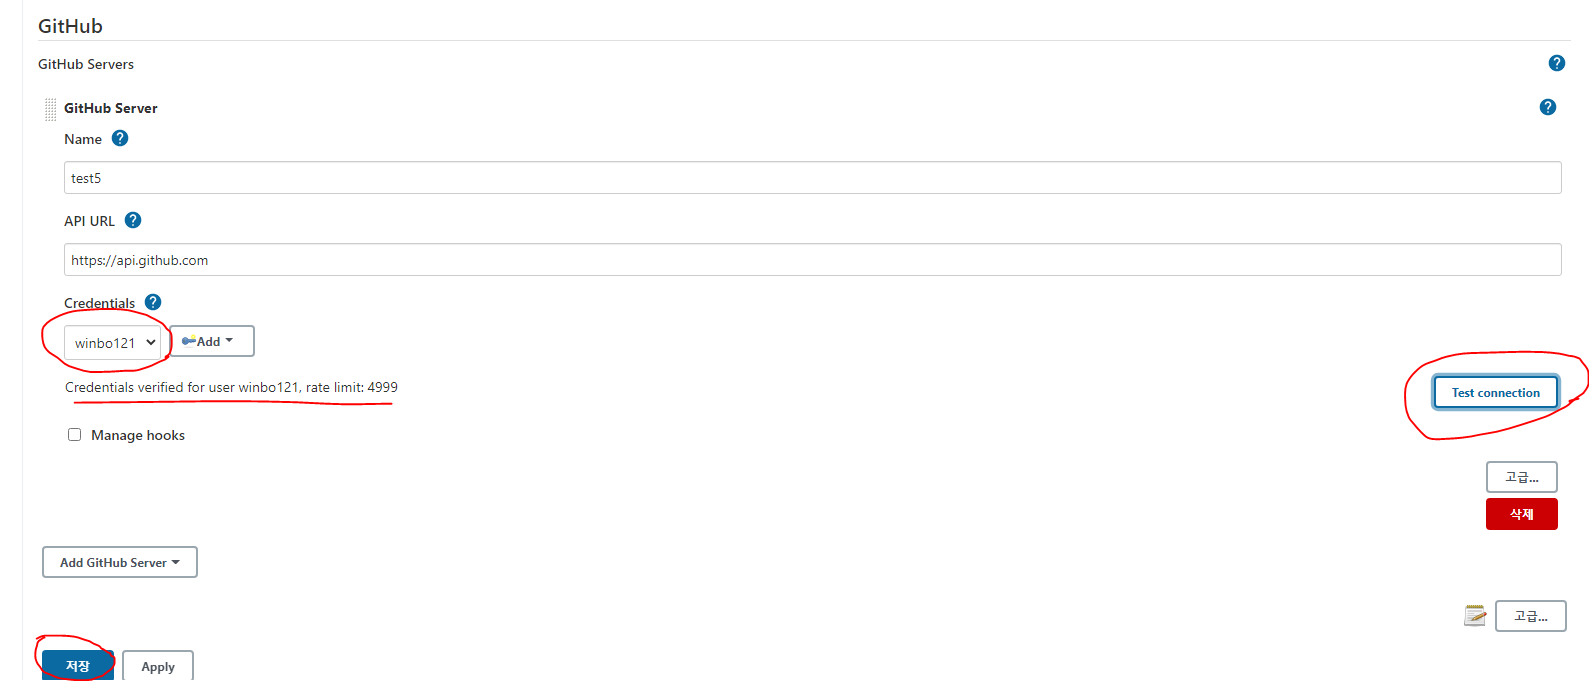 GitHub
GitHub Servers
GitHub Server
Name
test5
API URL
https://api.github.com
Credentials
winbo121 Add
Credentials verified for user winbo121, rate limit: 4999
Test connection
Manage hooks
고급...
삭제
Add GitHub Server
고급...
저장 Apply